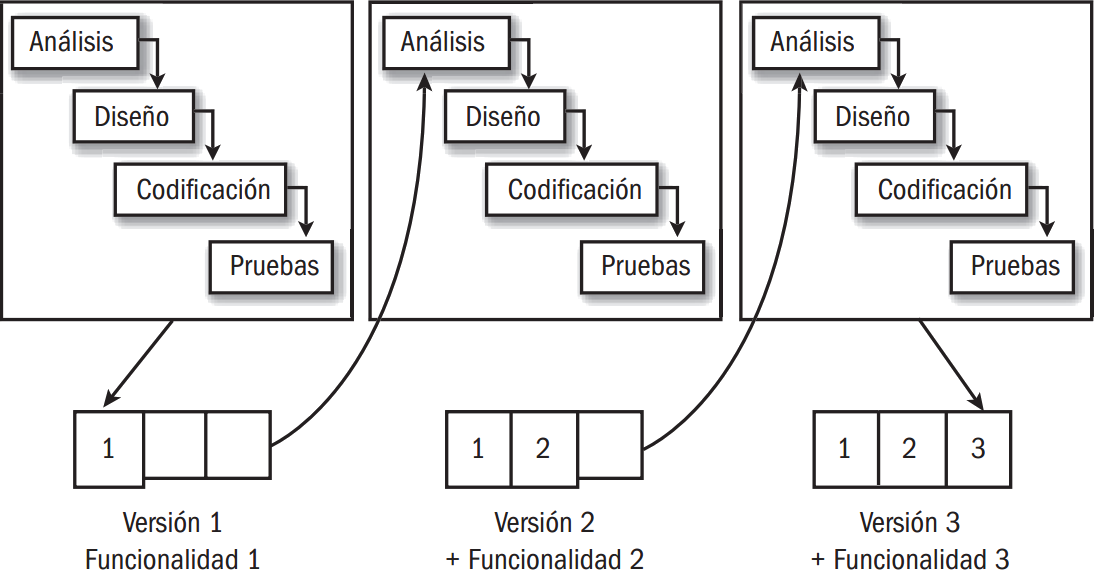 Análisis
Diseño
Codificación
Pruebas
Análisis
Diseño
Codificación
Pruebas
Análisis
Diseño
Codificación
Pruebas
1
Versión 1
Funcionalidad 1
1 2
Versión 2
+ Funcionalidad 2
1 2 3
Versión 3
+ Funcionalidad 3